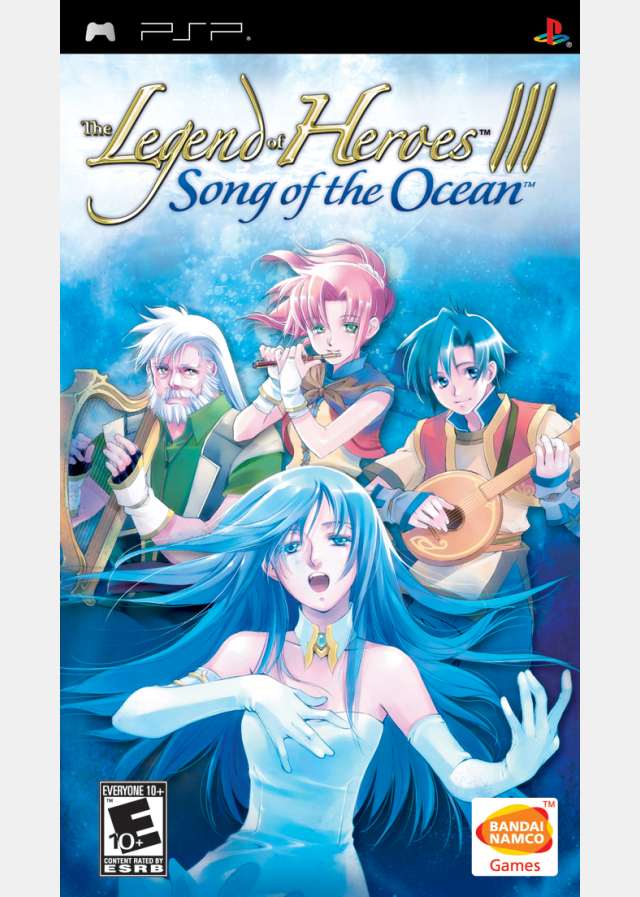 PSP®
The Legend of Heroes™ III
Song of the Ocean™
EVERYONE 10+
™
E
10+
CONTENT RATED BY
ESRB
™
BANDAI
NAMCO
Games